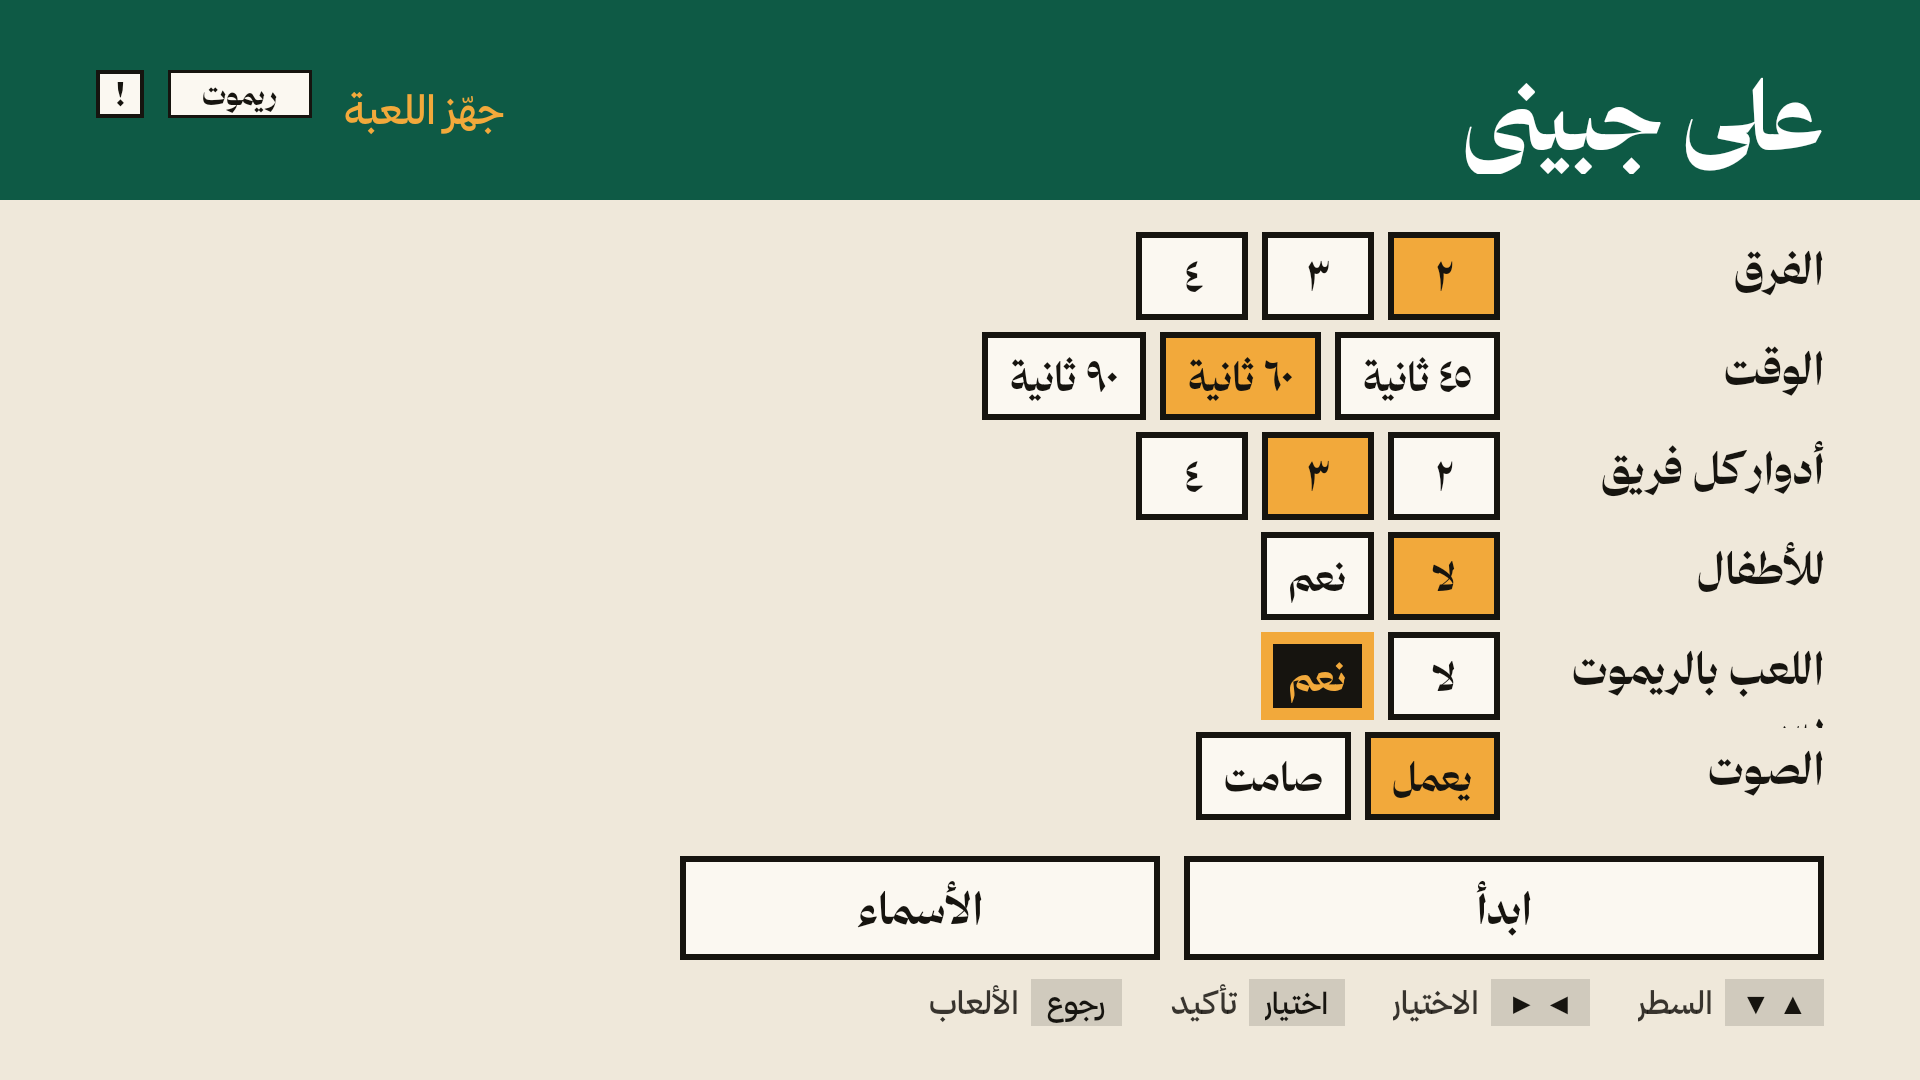 على جبيني
جهّز اللعبة
ريموت
!
الفرق
٢ ٣ ٤
الوقت
٤٥ ثانية ٦٠ ثانية ٩٠ ثانية
أدوار كل فريق
٢ ٣ ٤
للأطفال
لا نعم
اللعب بالريموت
لا نعم
الصوت
يعمل صامت
ابدأ الأسماء
▲ ▼ السطر ◀ ▶ الاختيار اختيار تأكيد رجوع الألعاب